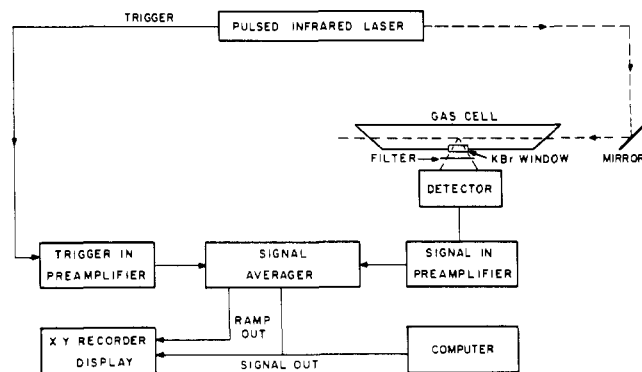 TRIGGER
PULSED INFRARED LASER
GAS CELL
FILTER
KBr WINDOW
MIRROR
DETECTOR
TRIGGER IN
PREAMPLIFIER
SIGNAL
AVERAGER
SIGNAL IN
PREAMPLIFIER
RAMP
OUT
X Y RECORDER
DISPLAY
SIGNAL OUT
COMPUTER